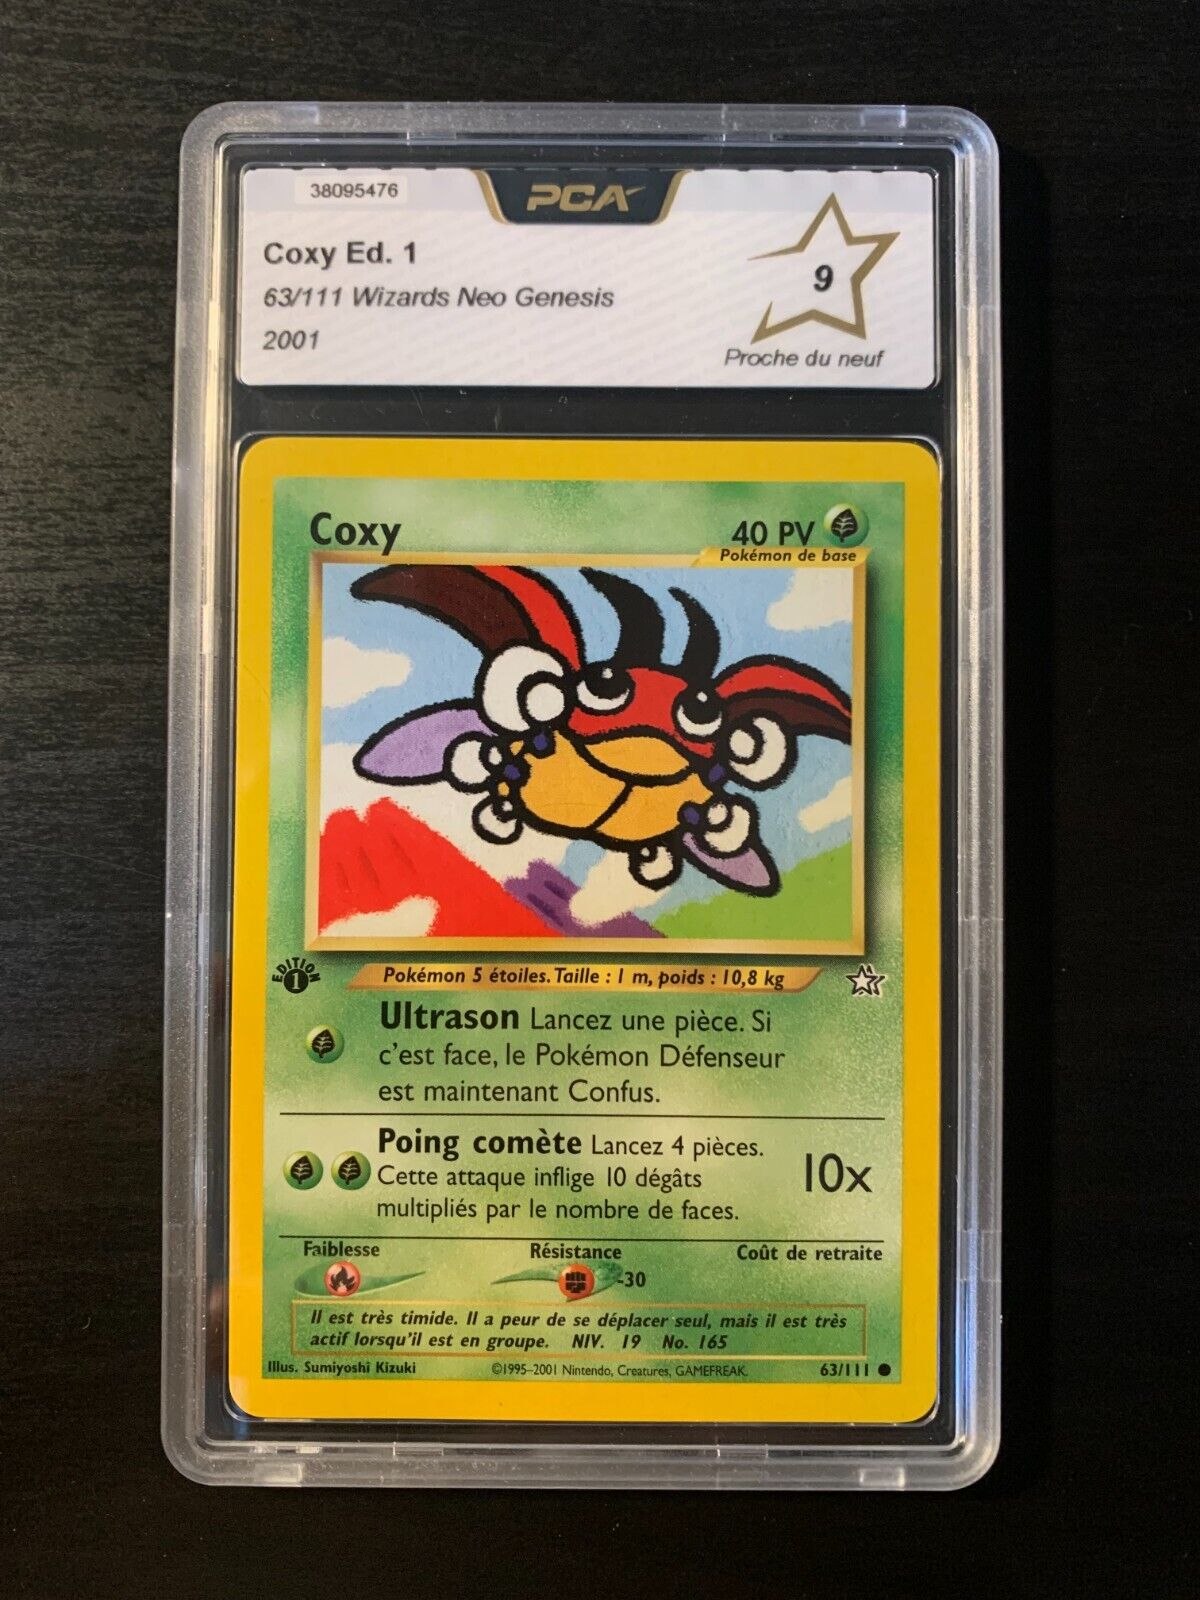 38095476
PCA
Coxy Ed. 1
63/111 Wizards Neo Genesis
2001
9
Proche du neuf
Coxy
40 PV
Pokémon de base
EDITION
1
Pokémon 5 étoiles. Taille : 1 m, poids : 10,8 kg
Ultrason Lancez une pièce. Si
c'est face, le Pokémon Défenseur
est maintenant Confus.
Poing comète Lancez 4 pièces.
Cette attaque inflige 10 dégâts
multipliés par le nombre de faces.
10x
Faiblesse
Résistance
Coût de retraite
-30
Il est très timide. Il a peur de se déplacer seul, mais il est très
actif lorsqu'il est en groupe. NIV. 19 No. 165
Illus. Sumiyoshi Kizuki
©1995-2001 Nintendo, Creatures, GAMEFREAK.
63/111